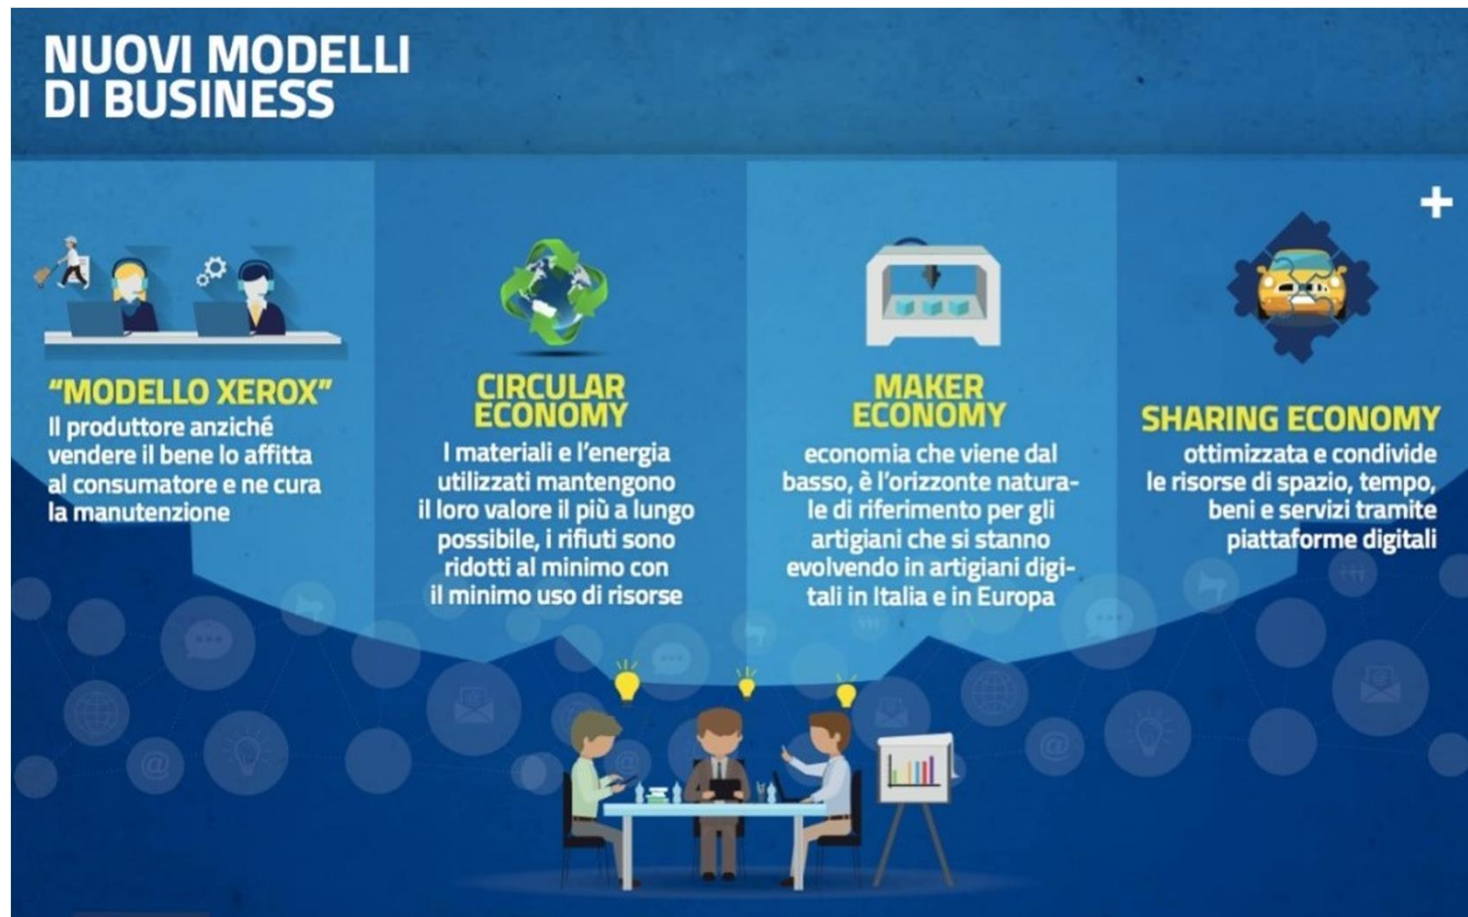 NUOVI MODELLI
DI BUSINESS
“MODELLO XEROX”
Il produttore anziché
vendere il bene lo affitta
al consumatore e ne cura
la manutenzione
CIRCULAR
ECONOMY
I materiali e l’energia
utilizzati mantengono
il loro valore il più a lungo
possibile, i rifiuti sono
ridotti al minimo con
il minimo uso di risorse
MAKER
ECONOMY
economia che viene dal
basso, è l’orizzonte natura-
le di riferimento per gli
artigiani che si stanno
evolvendo in artigiani digi-
tali in Italia e in Europa
SHARING ECONOMY
ottimizzata e condivide
le risorse di spazio, tempo,
beni e servizi tramite
piattaforme digitali